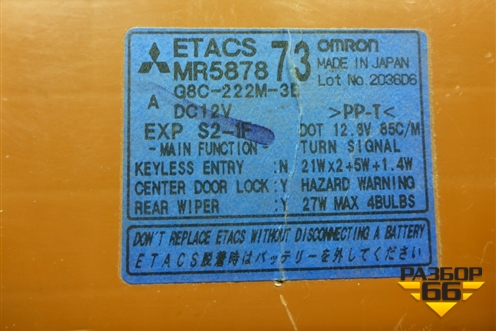 ETACS 73 OMRON
MR5878 MADE IN JAPAN
G8C-222M-3E Lot No. 2036D6
A DC12V >PP-T<
EXP S2-1F DOT 12.8V 85C/M
-MAIN FUNCTION- TURN SIGNAL
KEYLESS ENTRY :N 21W×2+5W+1.4W
CENTER DOOR LOCK:Y HAZARD WARNING
REAR WIPER :Y 27W MAX 4BULBS
DON'T REPLACE ETACS WITHOUT DISCONNECTING A BATTERY
ETACS脱着時はバッテリーを外してください
РАЗБОР
66